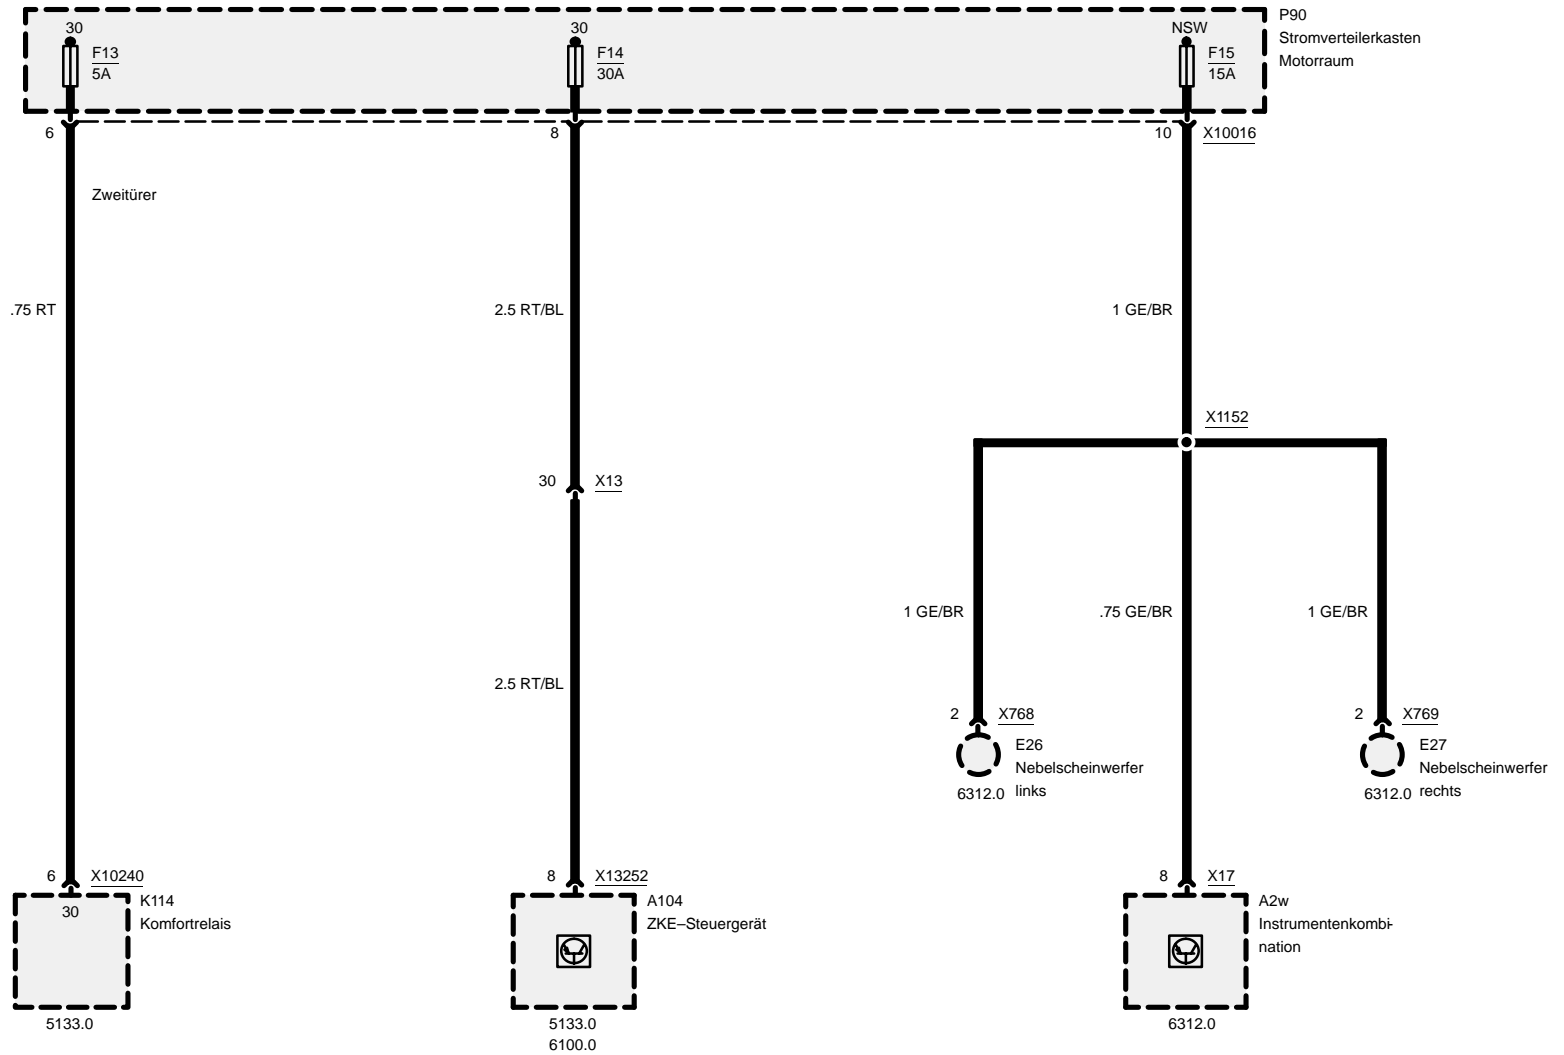 30
F13
5A
30
F14
30A
NSW
F15
15A
P90
Stromverteilerkasten
Motorraum
6
8
10
X10016
Zweitürer
.75 RT
2.5 RT/BL
1 GE/BR
X1152
30
X13
1 GE/BR
.75 GE/BR
1 GE/BR
2.5 RT/BL
2
X768
E26
Nebelscheinwerfer
links
6312.0
2
X769
E27
Nebelscheinwerfer
rechts
6312.0
6
X10240
30
K114
Komfortrelais
5133.0
8
X13252
A104
ZKE–Steuergerät
5133.0
6100.0
8
X17
A2w
Instrumentenkombi-
nation
6312.0